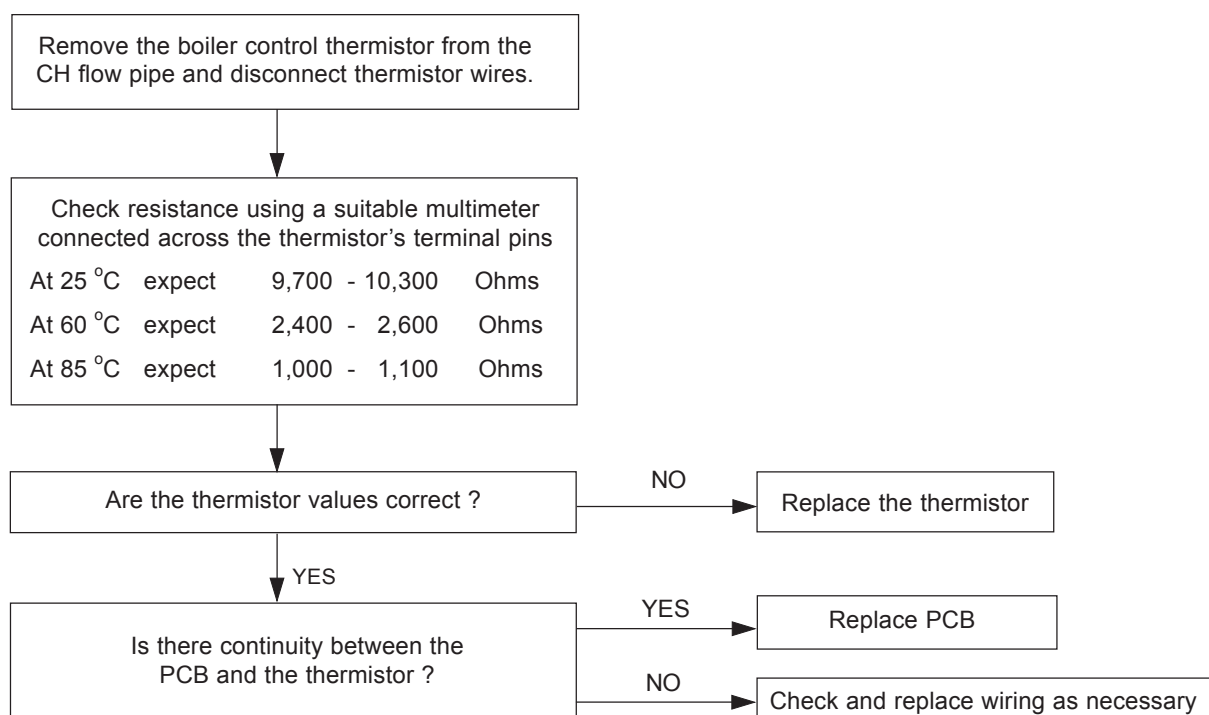 Remove the boiler control thermistor from the
CH flow pipe and disconnect thermistor wires.
Check resistance using a suitable multimeter
connected across the thermistor's terminal pins
At 25 °C expect 9,700 - 10,300 Ohms
At 60 °C expect 2,400 - 2,600 Ohms
At 85 °C expect 1,000 - 1,100 Ohms
Are the thermistor values correct ?
NO
Replace the thermistor
YES
Is there continuity between the
PCB and the thermistor ?
YES
Replace PCB
NO
Check and replace wiring as necessary